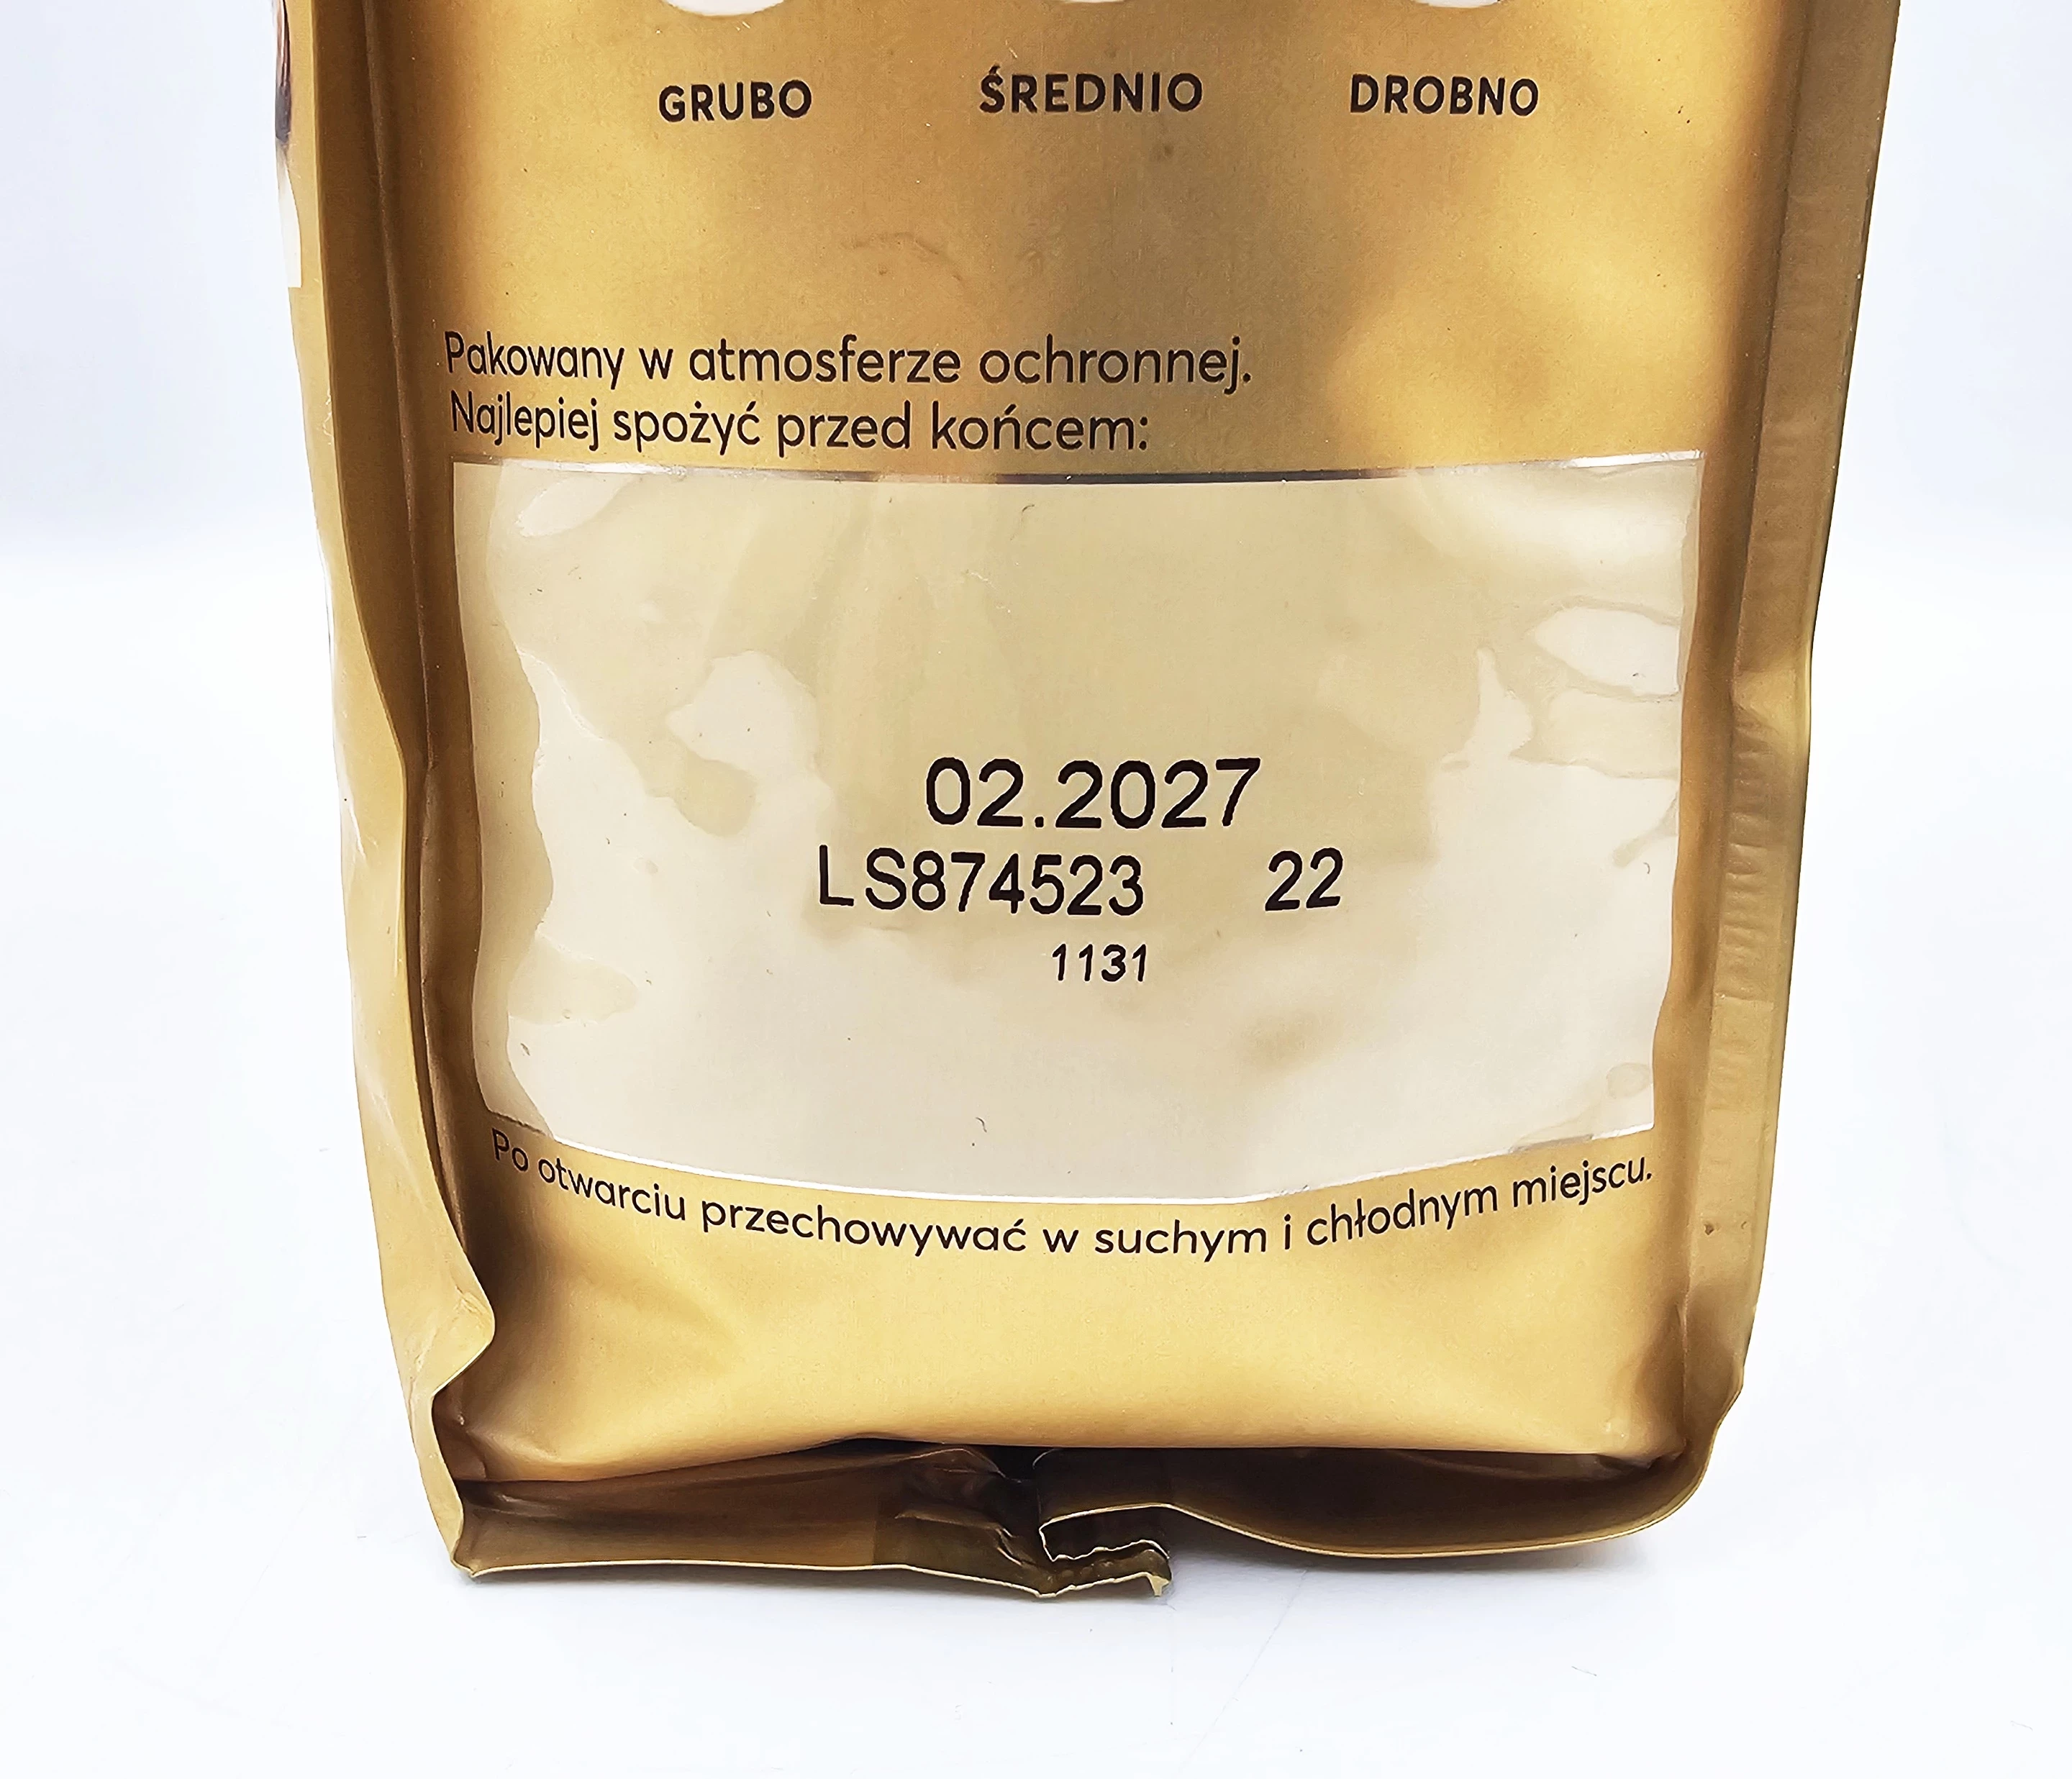 GRUBO ŚREDNIO DROBNO
Pakowany w atmosferze ochronnej.
Najlepiej spożyć przed końcem:
02.2027
LS874523 22
1131
Po otwarciu przechowywać w suchym i chłodnym miejscu.